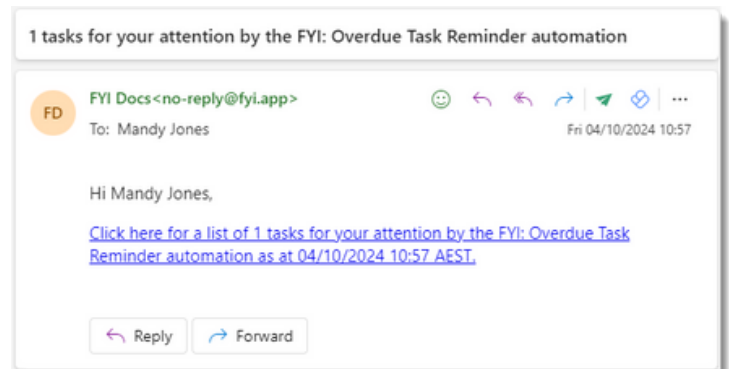 1 tasks for your attention by the FYI: Overdue Task Reminder automation
FD
FYI Docs<no-reply@fyi.app>
To: Mandy Jones
Fri 04/10/2024 10:57
Hi Mandy Jones,
Click here for a list of 1 tasks for your attention by the FYI: Overdue Task
Reminder automation as at 04/10/2024 10:57 AEST.
Reply
Forward